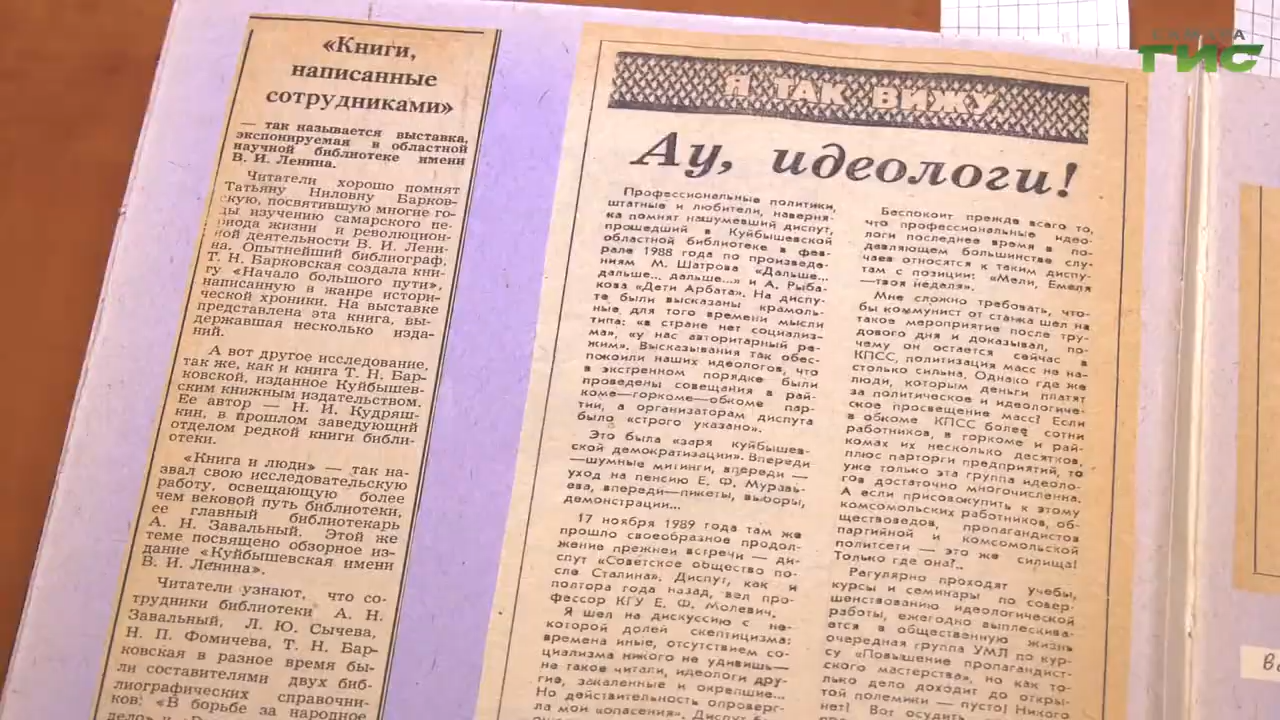 «Книги,
написанные
сотрудниками»
— так называется выставка,
экспонируемая в областной
научной библиотеке имени
В. И. Ленина.
Читатели хорошо помнят
Татьяну Ниловну Барков-
скую, посвятившую многие го-
ды изучению самарского пе-
риода жизни и революцион-
ной деятельности В. И. Лени-
на. Опытнейший библиограф,
Т. Н. Барковская создала кни-
гу «Начало большого пути»,
написанную в жанре истори-
ческой хроники. На выставке
представлена эта книга, вы-
державшая несколько изда-
ний.
А вот другое исследование,
так же, как и книга Т. Н. Бар-
ковской, изданное Куйбышев-
ским книжным издательством.
Ее автор — Н. И. Кудряш-
кин, в прошлом заведующий
отделом редкой книги библи-
отеки.
«Книга и люди» — так на-
звал свою исследовательскую
работу, освещающую более
чем вековой путь библиотеки,
ее главный библиотекарь
А. Н. Завальный. Этой же
теме посвящено обзорное из-
дание «Куйбышевская имени
В. И. Ленина».
Читатели узнают, что со-
трудники библиотеки А. Н.
Завальный, Л. Ю. Сычева,
Н. П. Фомичева, Т. Н. Бар-
ковская в разное время бы-
ли составителями двух биб-
лиографических справочни-
ков: «В борьбе за народное
Я ТАК ВИЖУ
Ау, идеологи!
Профессиональные политики,
штатные и любители, наверня-
ка помнят нашумевший диспут,
прошедший в Куйбышевской
областной библиотеке в фев-
рале 1988 года по произведе-
ниям М. Шатрова «Дальше...
дальше... дальше...» и А. Рыба-
кова «Дети Арбата». На диспу-
те были высказаны крамоль-
ные для того времени мысли
типа: «в стране нет социализ-
ма», «у нас авторитарный ре-
жим». Высказывания так обес-
покоили наших идеологов, что
в экстренном порядке были
проведены совещания в рай-
коме—горкоме—обкоме пар-
тии, а организаторам диспута
было «строго указано».
Это была «заря куйбышев-
ской демократизации». Впереди
—шумные митинги, впереди —
уход на пенсию Е. Ф. Муравь-
ева, впереди—пикеты, выборы,
демонстрации...
17 ноября 1989 года там же
прошло своеобразное продол-
жение прежней встречи — ди-
спут «Советское общество по-
сле Сталина». Диспут, как и
полтора года назад, вел про-
фессор КГУ Е. Ф. Молевич.
Я шел на дискуссию с не-
которой долей скептицизма:
времена иные, отсутствием со-
циализма никого не удивишь—
не такое читали, идеологи дру-
гие, закаленные и окрепшие...
Но действительность опроверг-
ла мои «опасения». Диспут б
Беспокоит прежде всего то,
что профессиональные идео-
логи последнее время в по-
давляющем большинстве слу-
чаев относятся к таким диспу-
там с позиции: «Мели, Емеля
—твоя неделя».
Мне сложно требовать, что-
бы коммунист от станка шел на
такое мероприятие после тру-
дового дня и доказывал, по-
чему он остается сейчас в
КПСС, политизация масс не на-
столько сильна. Однако где же
люди, которым деньги платят
за политическое и идеологиче-
ское просвещение масс? Если
в обкоме КПСС более сотни
работников, в горкоме и рай-
комах их несколько десятков,
плюс парторги предприятий, то
уже только эта группа идеоло-
гов достаточно многочисленна.
А если присовокупить к этому
комсомольских работников, об-
ществоведов, пропагандистов
партийной и комсомольской
политсети — это же силища!
Только где она?..
Регулярно проходят учебы,
курсы и семинары по совер-
шенствованию идеологической
работы, ежегодно выплескива-
ется в общественную жизнь
очередная группа УМЛ по кур-
су «Повышение пропагандист-
ского мастерства», но как то-
лько дело доходит до откры-
той полемики — пусто! Никого
нет! Вот осудить
САМАРА
ГИС